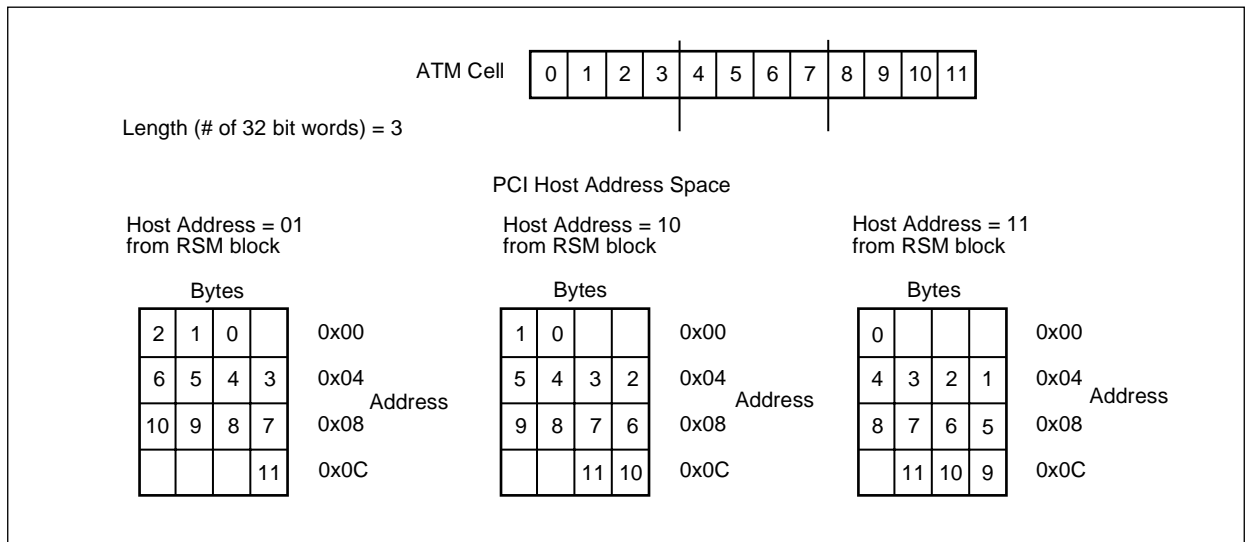 ATM Cell 0 1 2 3 4 5 6 7 8 9 10 11
Length (# of 32 bit words) = 3
PCI Host Address Space
Host Address = 01
from RSM block
Bytes
2 1 0 0x00
6 5 4 3 0x04
Address
10 9 8 7 0x08
11 0x0C
Host Address = 10
from RSM block
Bytes
1 0 0x00
5 4 3 2 0x04
Address
9 8 7 6 0x08
11 10 0x0C
Host Address = 11
from RSM block
Bytes
0 0x00
4 3 2 1 0x04
Address
8 7 6 5 0x08
11 10 9 0x0C